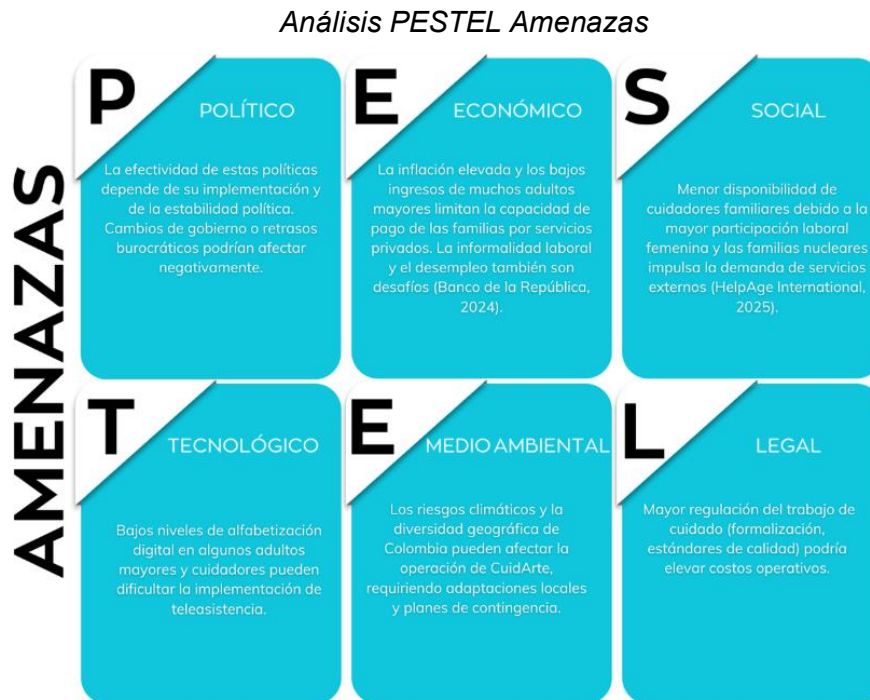 Análisis PESTEL Amenazas
AMENAZAS
P
POLÍTICO
La efectividad de estas políticas
depende de su implementación y
de la estabilidad política.
Cambios de gobierno o retrasos
burocráticos podrían afectar
negativamente.
E
ECONÓMICO
La inflación elevada y los bajos
ingresos de muchos adultos
mayores limitan la capacidad de
pago de las familias por servicios
privados. La informalidad laboral
y el desempleo también son
desafíos (Banco de la República,
2024).
S
SOCIAL
Menor disponibilidad de
cuidadores familiares debido a la
mayor participación laboral
femenina y las familias nucleares
impulsa la demanda de servicios
externos (HelpAge International,
2025).
T
TECNOLÓGICO
Bajos niveles de alfabetización
digital en algunos adultos
mayores y cuidadores pueden
dificultar la implementación de
teleasistencia.
E
MEDIO AMBIENTAL
Los riesgos climáticos y la
diversidad geográfica de
Colombia pueden afectar la
operación de CuidArte,
requiriendo adaptaciones locales
y planes de contingencia.
L
LEGAL
Mayor regulación del trabajo de
cuidado (formalización,
estándares de calidad) podría
elevar costos operativos.